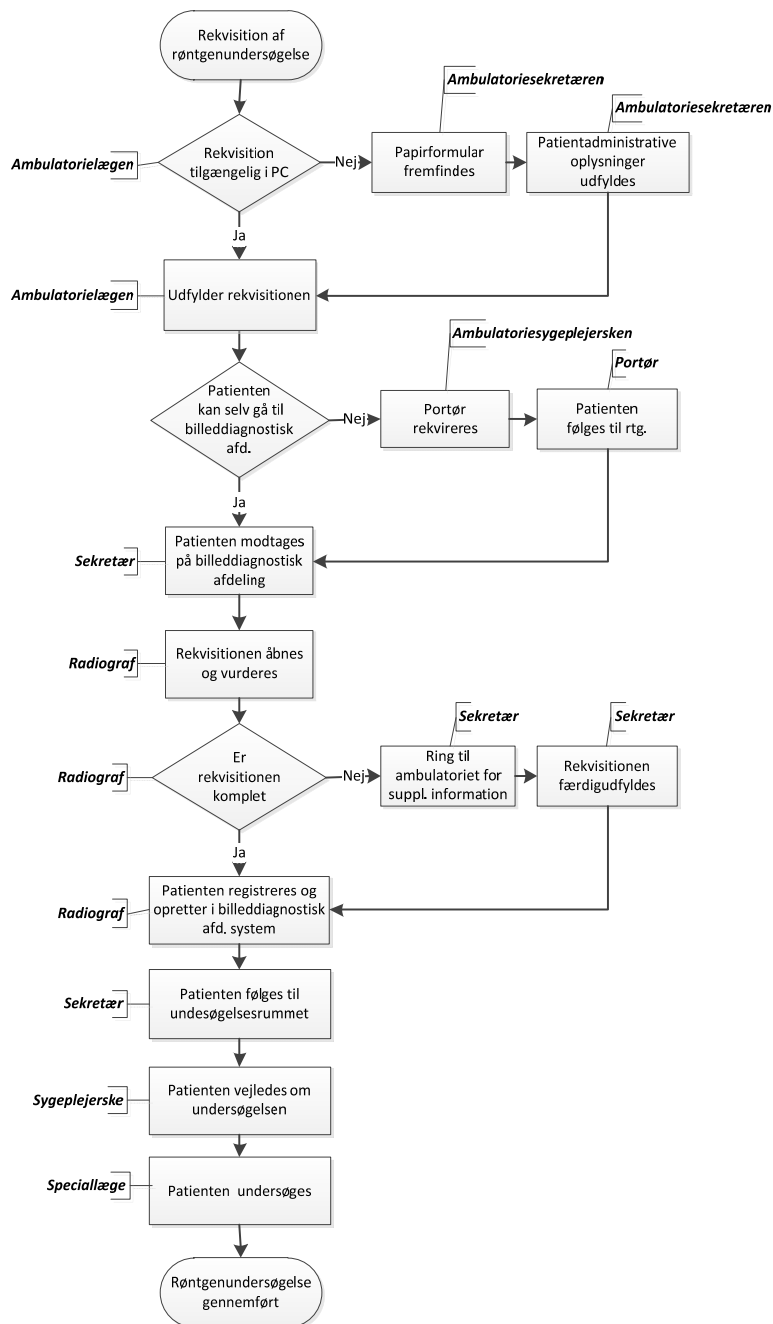 Rekvisition af
røntgenundersøgelse
Ambulatoriesekretæren
Ambulatoriesekretæren
Ambulatorielægen
Rekvisition
tilgængelig i PC
Nej
Papirformular
fremfindes
Patientadministrative
oplysninger
udfyldes
Ja
Ambulatorielægen
Udfylder rekvisitionen
Ambulatoriesygeplejersken
Portør
Patienten
kan selv gå til
billeddiagnostisk
afd.
Nej
Portør
rekvireres
Patienten
følges til rtg.
Ja
Sekretær
Patienten modtages
på billeddiagnostisk
afdeling
Radiograf
Rekvisitionen åbnes
og vurderes
Sekretær
Sekretær
Radiograf
Er
rekvisitionen
komplet
Nej
Ring til
ambulatoriet for
suppl. information
Rekvisitionen
færdigudfyldes
Ja
Radiograf
Patienten registreres og
opretter i billeddiagnostisk
afd. system
Sekretær
Patienten følges til
undesøgelsesrummet
Sygeplejerske
Patienten vejledes om
undersøgelsen
Speciallæge
Patienten undersøges
Røntgenundersøgelse
gennemført